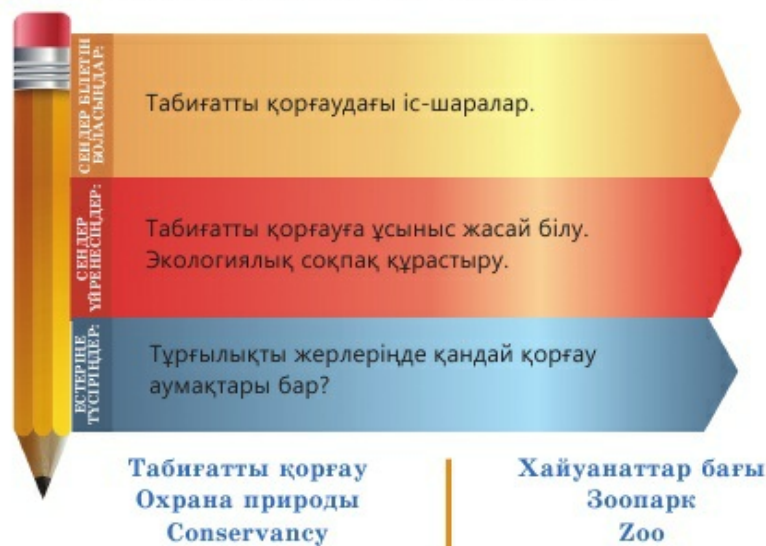 СЕНДЕР БІЛЕТІН
БОЛАСЫҢДАР:
Табиғатты қорғаудағы іс-шаралар.
СЕНДЕР
ҮЙРЕНЕСІҢДЕР:
Табиғатты қорғауға ұсыныс жасай білу.
Экологиялық соқпақ құрастыру.
ЕСТЕРІҢЕ
ТҮСІРІҢДЕР:
Тұрғылықты жерлеріңде қандай қорғау
аумақтары бар?
Табиғатты қорғау
Охрана природы
Conservancy
Хайуанаттар бағы
Зоопарк
Zoo